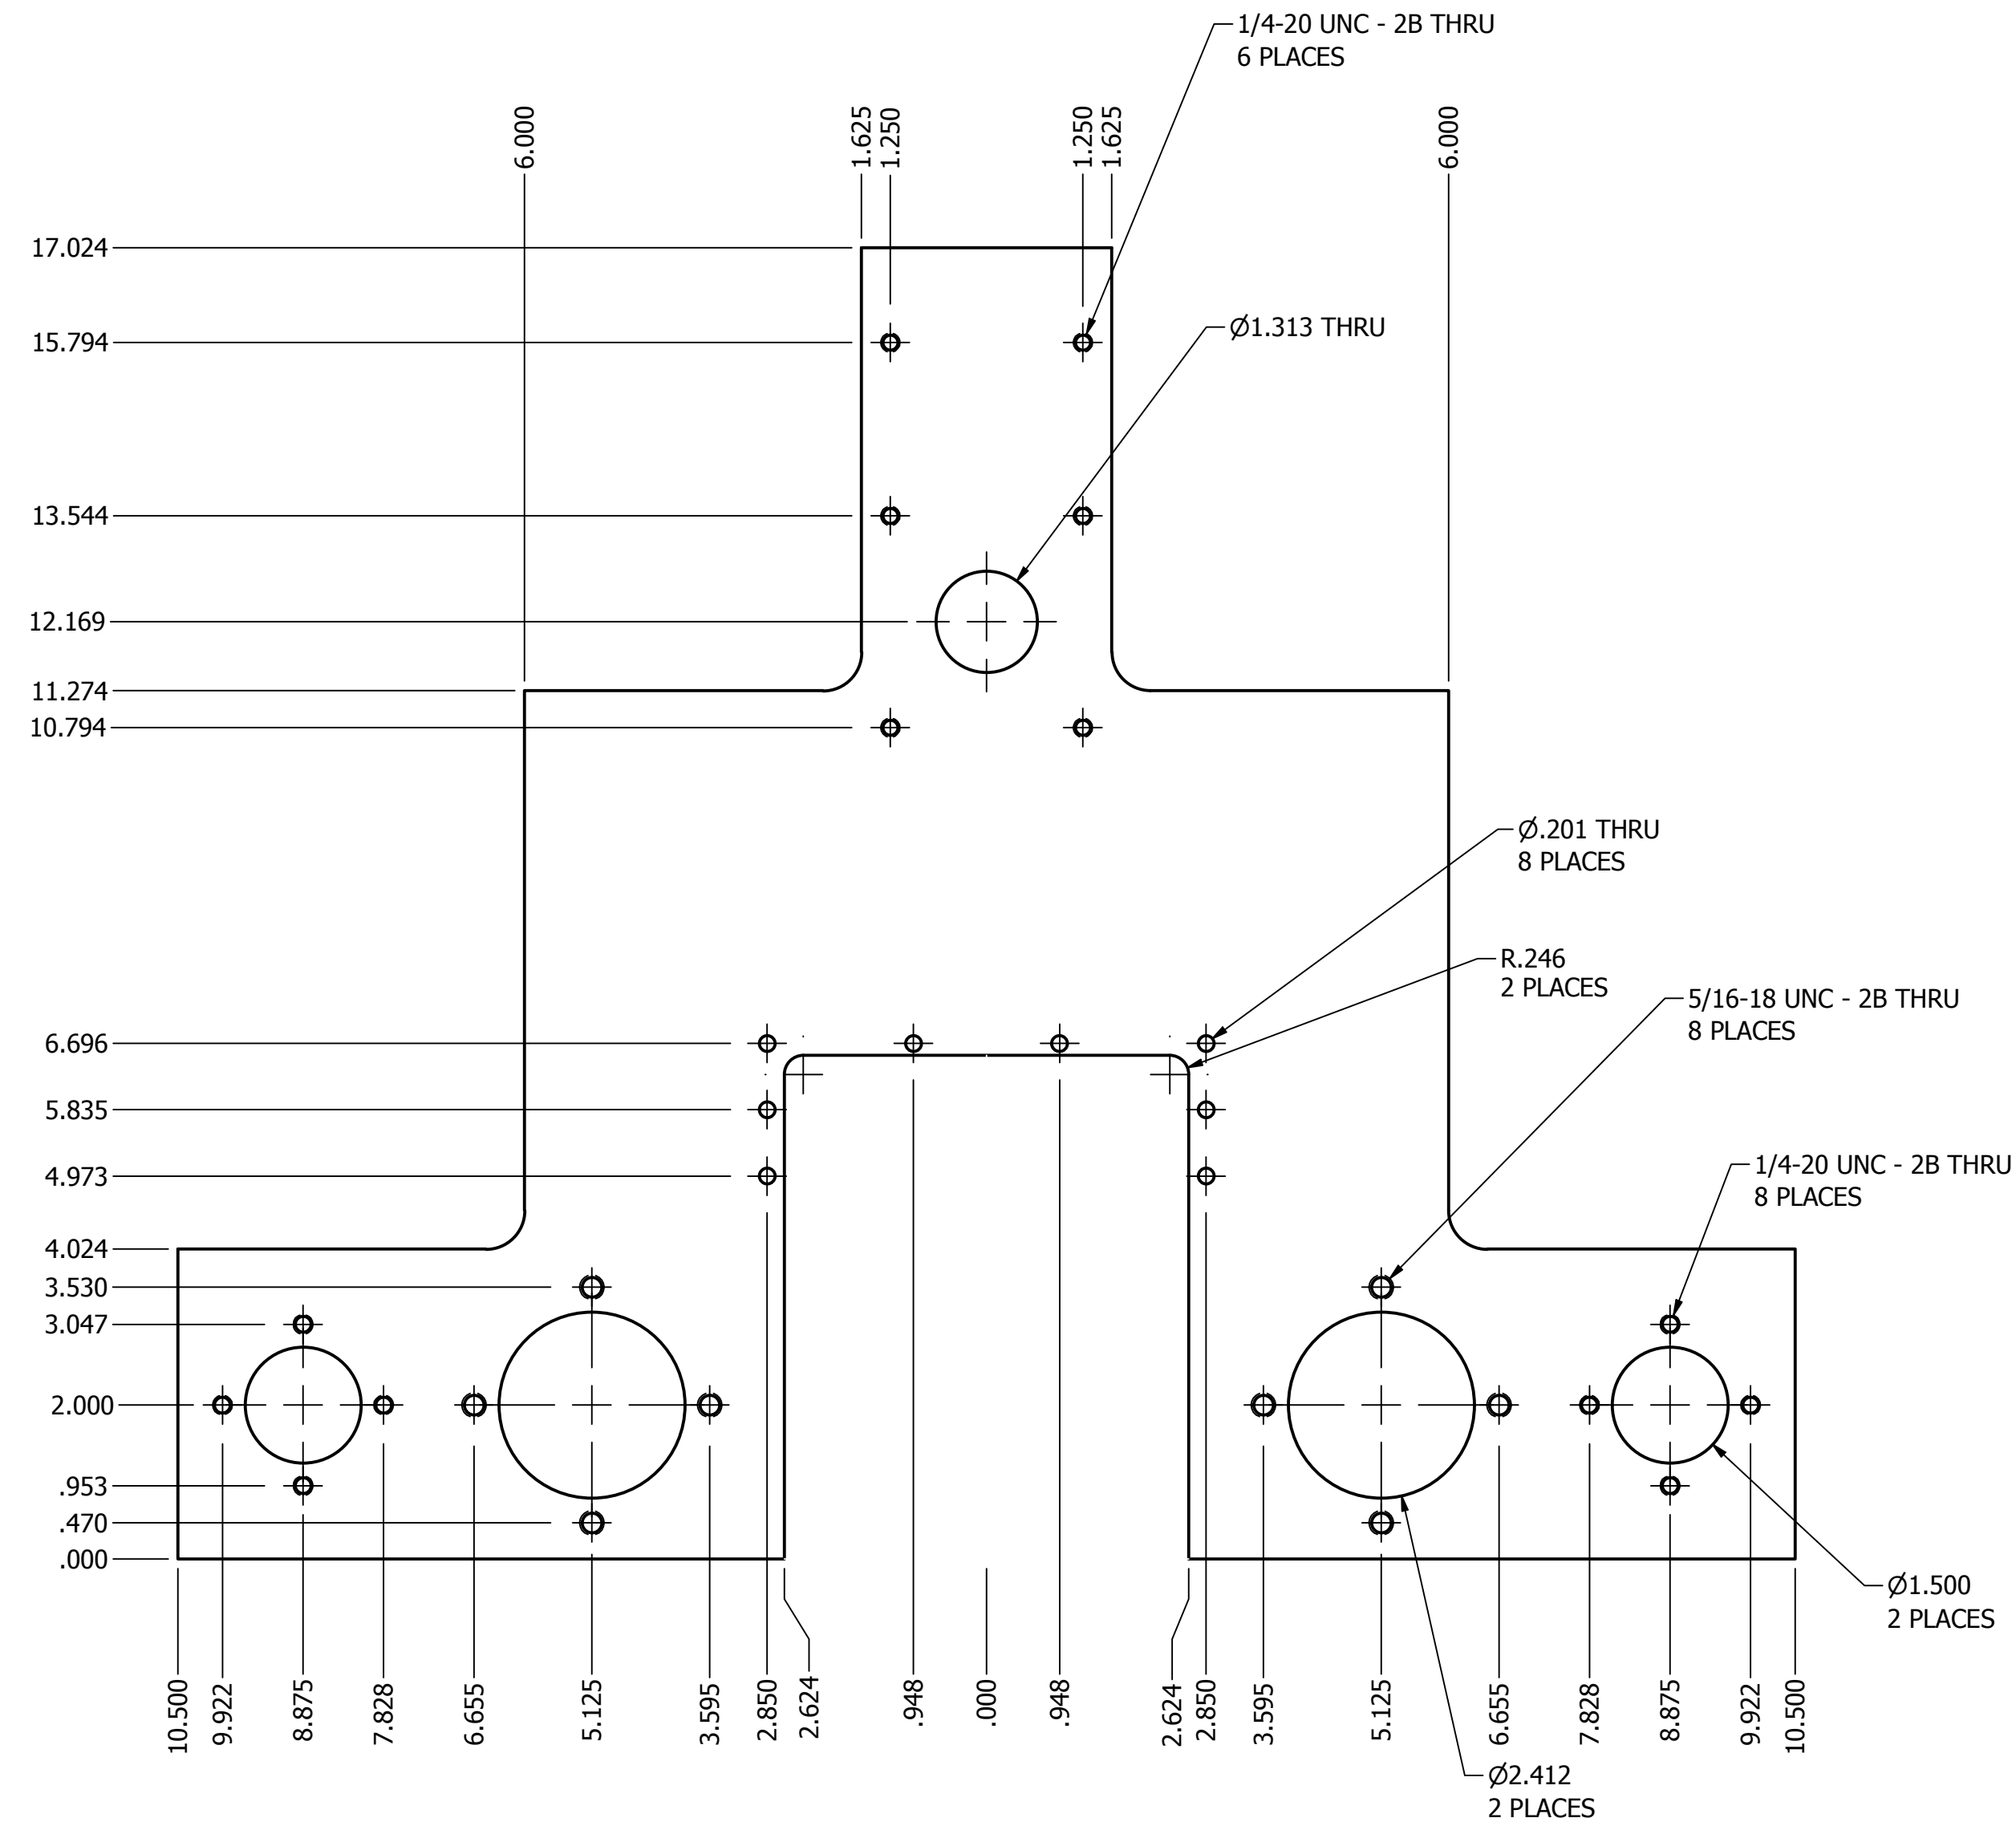 1/4-20 UNC - 2B THRU
6 PLACES
6.000
1.625
1.250
1.250
1.625
6.000
17.024
15.794
Ø1.313 THRU
13.544
12.169
11.274
10.794
Ø.201 THRU
8 PLACES
R.246
2 PLACES
5/16-18 UNC - 2B THRU
8 PLACES
6.696
5.835
4.973
1/4-20 UNC - 2B THRU
8 PLACES
4.024
3.530
3.047
2.000
.953
.470
.000
Ø1.500
2 PLACES
10.500
9.922
8.875
7.828
6.655
5.125
3.595
2.850
2.624
.948
.000
.948
2.624
2.850
3.595
5.125
6.655
7.828
8.875
9.922
10.500
Ø2.412
2 PLACES